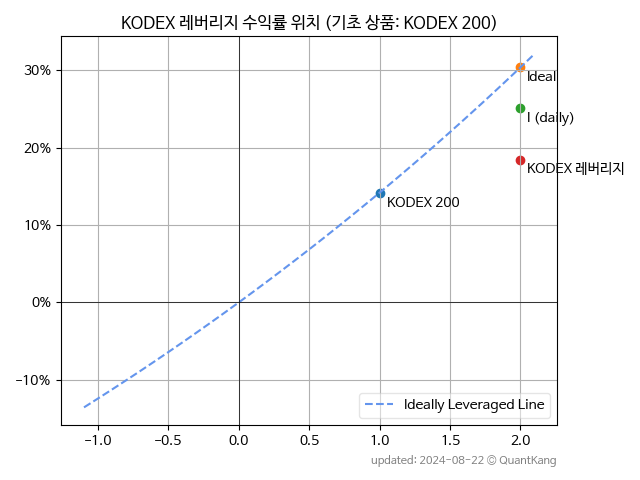 KODEX 레버리지 수익률 위치 (기초 상품: KODEX 200)
30%
20%
10%
0%
−10%
Ideal
I (daily)
KODEX 레버리지
KODEX 200
Ideally Leveraged Line
−1.0 −0.5 0.0 0.5 1.0 1.5 2.0
updated: 2024-08-22 © QuantKang